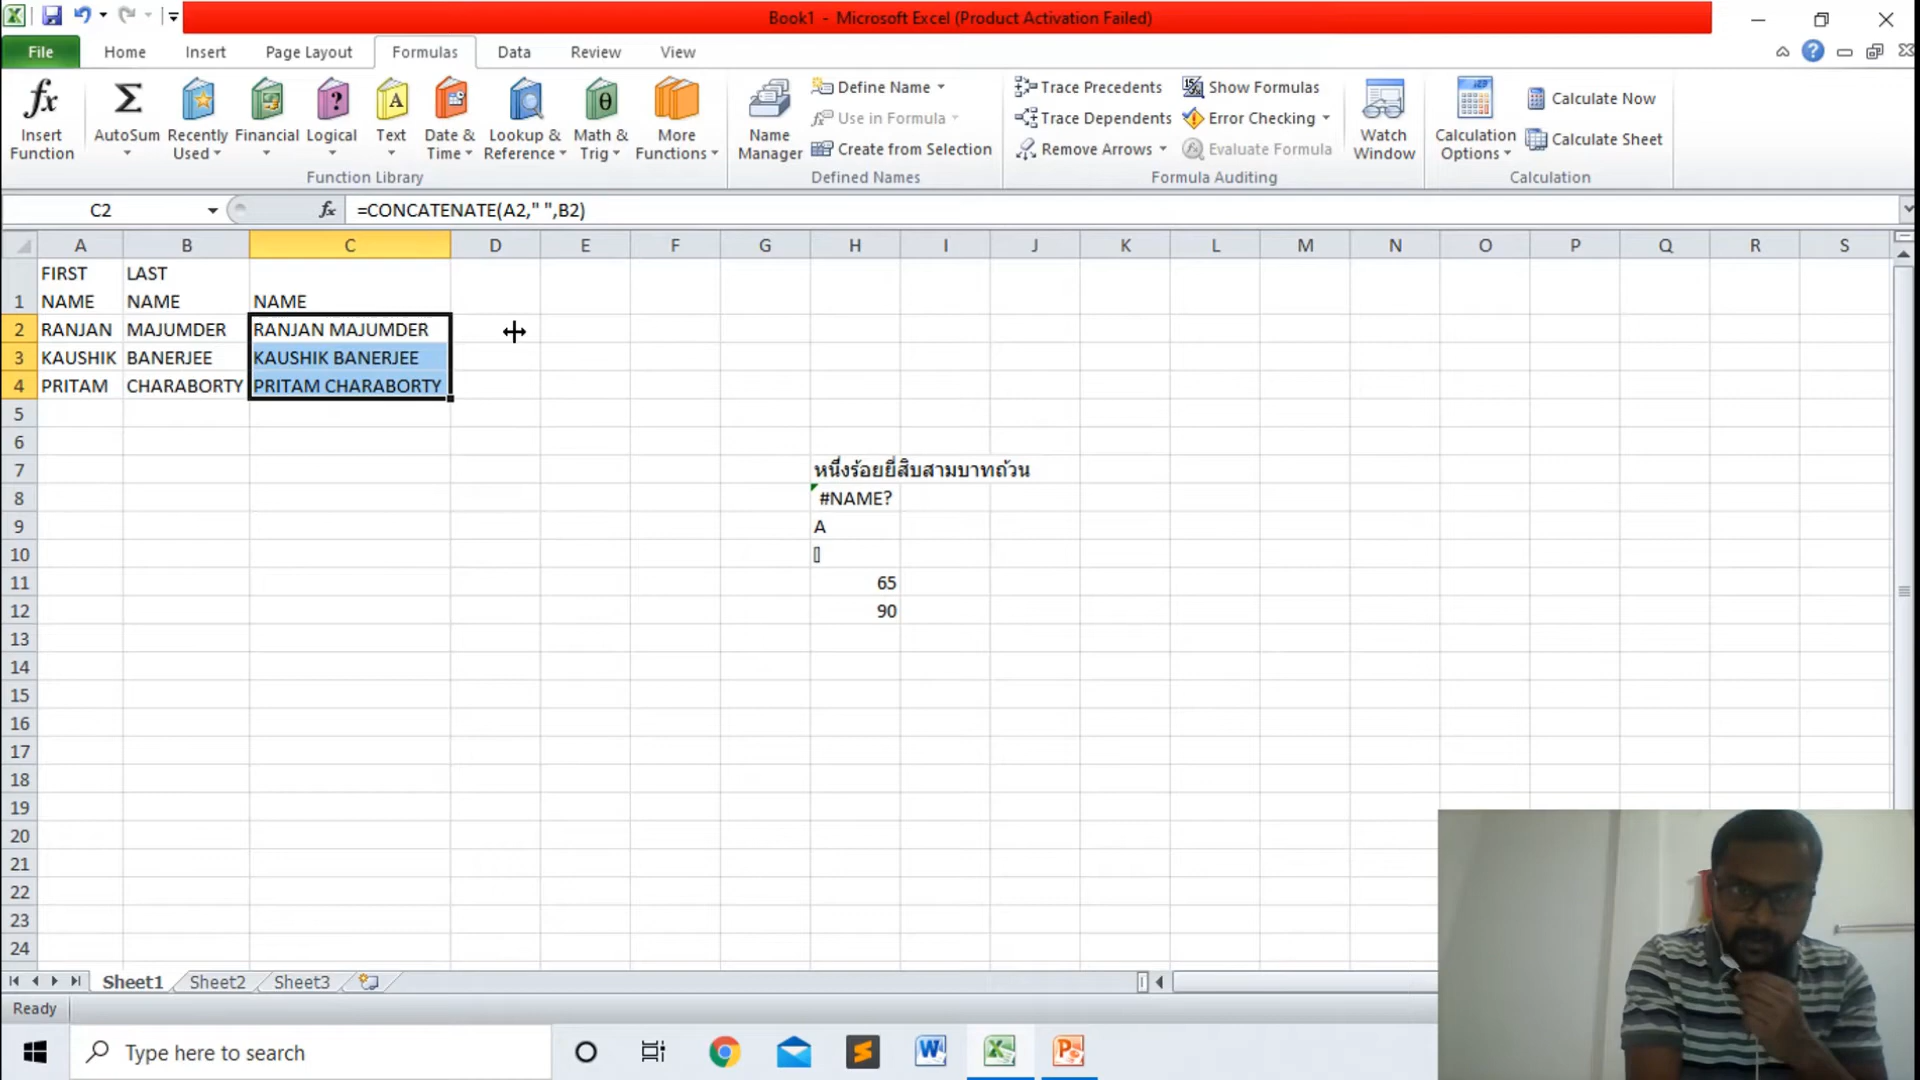 Book1 - Microsoft Excel (Product Activation Failed)
File Home Insert Page Layout Formulas Data Review View
Insert Function
AutoSum
Recently Used
Financial
Logical
Text
Date & Time
Lookup & Reference
Math & Trig
More Functions
Function Library
Name Manager
Define Name
Use in Formula
Create from Selection
Defined Names
Trace Precedents
Trace Dependents
Remove Arrows
Show Formulas
Error Checking
Evaluate Formula
Formula Auditing
Watch Window
Calculation Options
Calculate Now
Calculate Sheet
Calculation
C2 fx =CONCATENATE(A2," ",B2)
A B C D E F G H I J K L M N O P Q R S
FIRST LAST
1 NAME NAME NAME
2 RANJAN MAJUMDER RANJAN MAJUMDER
3 KAUSHIK BANERJEE KAUSHIK BANERJEE
4 PRITAM CHARABORTY PRITAM CHARABORTY
5
6
7 หนึ่งร้อยยี่สิบสามบาทถ้วน
8 #NAME?
9 A
10
11 65
12 90
13
14
15
16
17
18
19
20
21
22
23
24
Sheet1 Sheet2 Sheet3
Ready
Type here to search